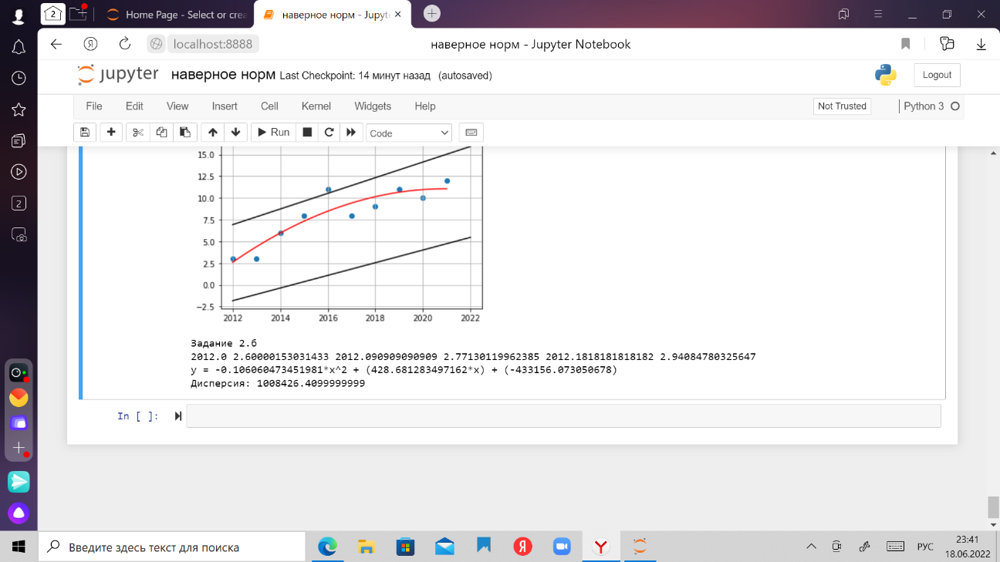 2
Home Page - Select or crea
наверное норм - Jupyt
Я
localhost:8888
наверное норм - Jupyter Notebook
jupyter наверное норм Last Checkpoint: 14 минут назад (autosaved)
Logout
File Edit View Insert Cell Kernel Widgets Help
Not Trusted
Python 3
Run
Code
15.0
12.5
10.0
7.5
5.0
2.5
0.0
−2.5
2012 2014 2016 2018 2020 2022
2
Задание 2.б
2012.0 2.60000153031433 2012.090909090909 2.77130119962385 2012.1818181818182 2.94084780325647
y = -0.106060473451981*x^2 + (428.681283497162*x) + (-433156.073050678)
Дисперсия: 1008426.4099999999
In [ ]:
Введите здесь текст для поиска
Я
Y
РУС
23:41
18.06.2022